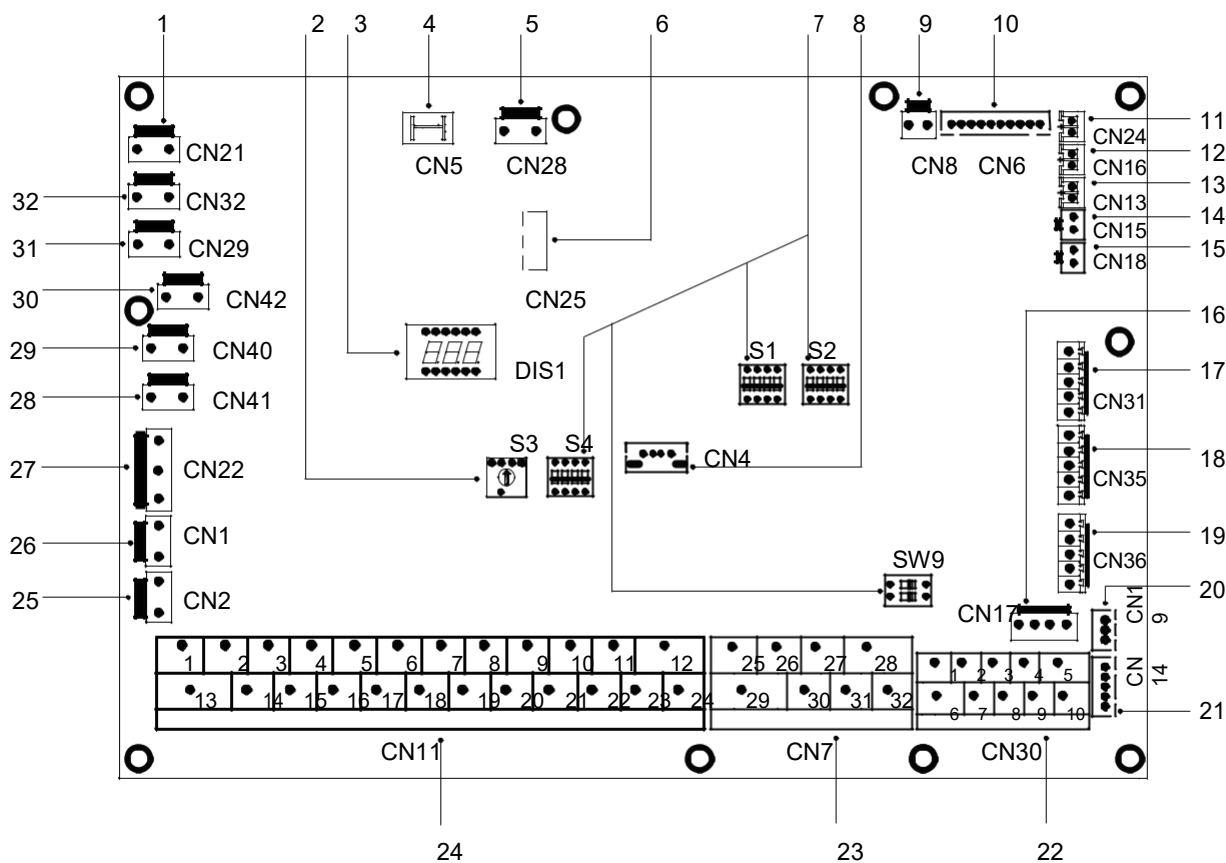 1 2 3 4 5 6 7 8 9 10
11
CN21 CN5 CN28 CN8 CN6 CN24
12
CN16
32 CN32 13
CN13
14
31 CN29 CN15
15
CN18
30 CN42 CN25
16
29 CN40 DIS1 S1 S2
17
28 CN41 CN31
27 CN22 S3 S4 CN4 18
CN35
26 CN1 19
SW9 CN36
25 CN2 20
CN17 CN1
9
1 2 3 4 5 6 7 8 9 10 11 12 25 26 27 28 1 2 3 4 5
CN
14
13 14 15 16 17 18 19 20 21 22 23 24 29 30 31 32 6 7 8 9 10
21
CN11 CN7 CN30
24 23 22